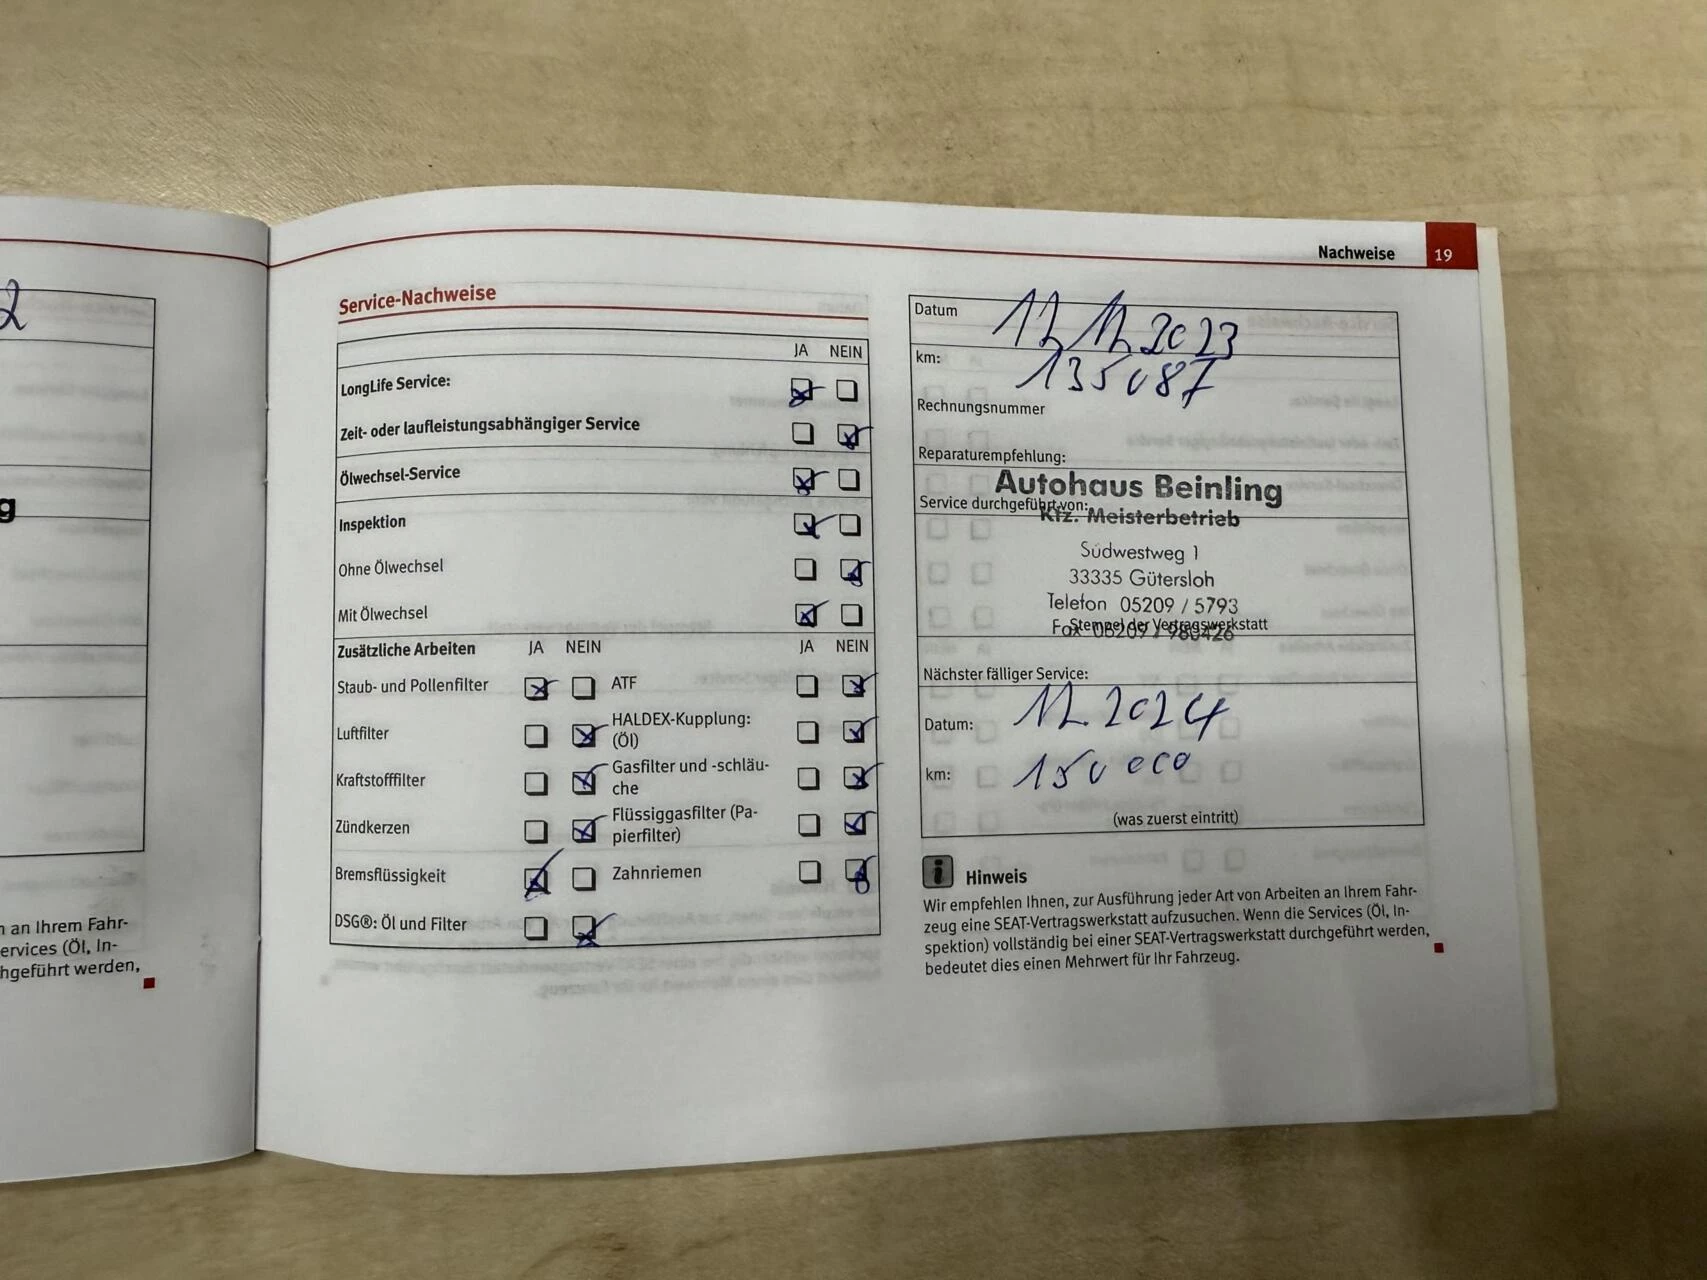 2
g
n an Ihrem Fahr-
ervices (Öl, In-
hgeführt werden,
Nachweise 19
Service-Nachweise
JA NEIN
LongLife Service:
Zeit- oder laufleistungsabhängiger Service
Ölwechsel-Service
Inspektion
Ohne Ölwechsel
Mit Ölwechsel
Zusätzliche Arbeiten JA NEIN JA NEIN
Staub- und Pollenfilter ATF
Luftfilter HALDEX-Kupplung:
(Öl)
Kraftstofffilter Gasfilter und -schläu-
che
Zündkerzen Flüssiggasfilter (Pa-
pierfilter)
Bremsflüssigkeit Zahnriemen
DSG®: Öl und Filter
Datum 12.12.2023
km: 135087
Rechnungsnummer
Reparaturempfehlung:
Autohaus Beinling
Service durchgeführt von:
Kfz. Meisterbetrieb
Südwestweg 1
33335 Gütersloh
Telefon 05209 / 5793
Stempel der Vertragswerkstatt
Fax 05209 / 980426
Nächster fälliger Service:
Datum: 12.2024
km: 150 000
(was zuerst eintritt)
i Hinweis
Wir empfehlen Ihnen, zur Ausführung jeder Art von Arbeiten an Ihrem Fahr-
zeug eine SEAT-Vertragswerkstatt aufzusuchen. Wenn die Services (Öl, In-
spektion) vollständig bei einer SEAT-Vertragswerkstatt durchgeführt werden,
bedeutet dies einen Mehrwert für Ihr Fahrzeug.